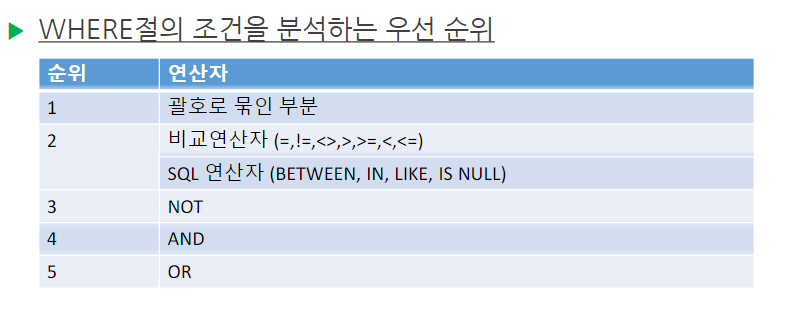 WHERE절의 조건을 분석하는 우선 순위
순위 연산자
1 괄호로 묶인 부분
2 비교연산자 (=,!=,<>,>,>=,<,<=)
SQL 연산자 (BETWEEN, IN, LIKE, IS NULL)
3 NOT
4 AND
5 OR